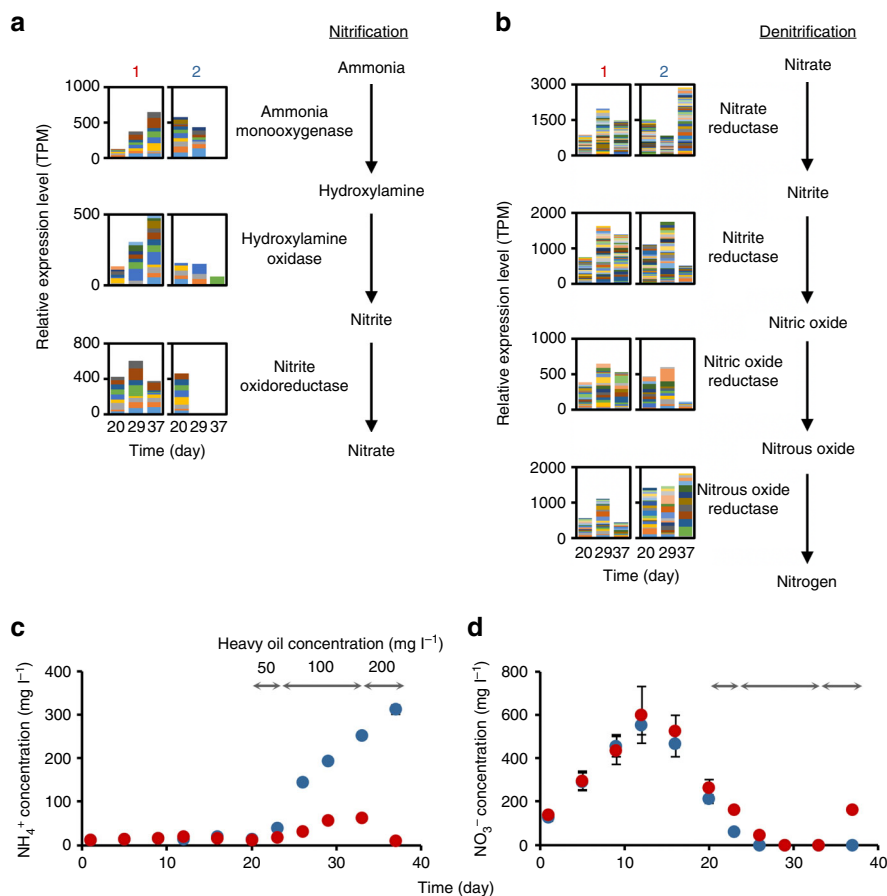 a
Nitrification
1
2
Ammonia
1000
500
0
Ammonia
monooxygenase
Hydroxylamine
500
0
Hydroxylamine
oxidase
Nitrite
800
400
0
Nitrite
oxidoreductase
20 29 37
20 29 37
Time (day)
Nitrate
Relative expression level (TPM)
b
Denitrification
1
2
Nitrate
3000
1500
0
Nitrate
reductase
Nitrite
2000
1000
0
Nitrite
reductase
Nitric oxide
1000
500
0
Nitric oxide
reductase
Nitrous oxide
2000
1000
0
Nitrous oxide
reductase
20 29 37
20 29 37
Time (day)
Nitrogen
Relative expression level (TPM)
c
Heavy oil concentration (mg l⁻¹)
50
100
200
400
300
200
100
0
NH₄⁺ concentration (mg l⁻¹)
0
10
20
30
40
Time (day)
d
800
600
400
200
0
NO₃⁻ concentration (mg l⁻¹)
0
10
20
30
40